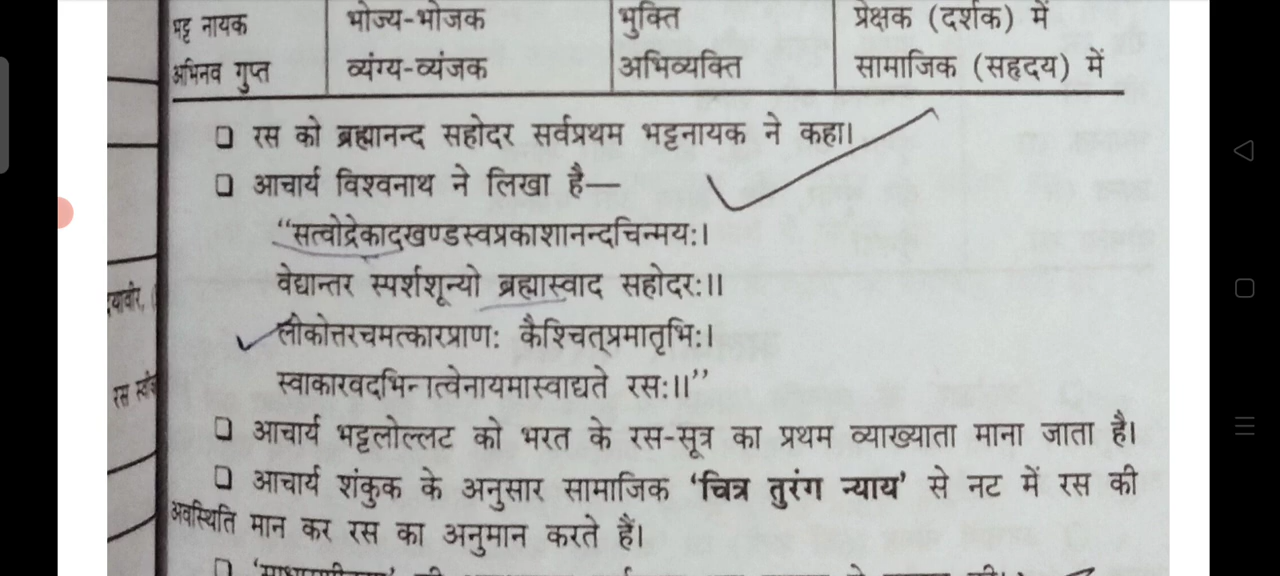 भट्ट नायक भोज्य-भोजक भुक्ति प्रेक्षक (दर्शक) में
अभिनव गुप्त व्यंग्य-व्यंजक अभिव्यक्ति सामाजिक (सहृदय) में
❑ रस को ब्रह्मानन्द सहोदर सर्वप्रथम भट्टनायक ने कहा।
❑ आचार्य विश्वनाथ ने लिखा है—
“सत्वोद्रेकादखण्डस्वप्रकाशानन्दचिन्मय:।
वेद्यान्तर स्पर्शशून्यो ब्रह्मास्वाद सहोदर:।।
लोकोत्तरचमत्कारप्राण: कैश्चित्प्रमातृभि:।
स्वाकारवदभिन्नत्वेनायमास्वाद्यते रस:।।”
❑ आचार्य भट्टलोल्लट को भरत के रस-सूत्र का प्रथम व्याख्याता माना जाता है।
❑ आचार्य शंकुक के अनुसार सामाजिक ‘चित्र तुरंग न्याय’ से नट में रस की
अवस्थिति मान कर रस का अनुमान करते हैं।
रस